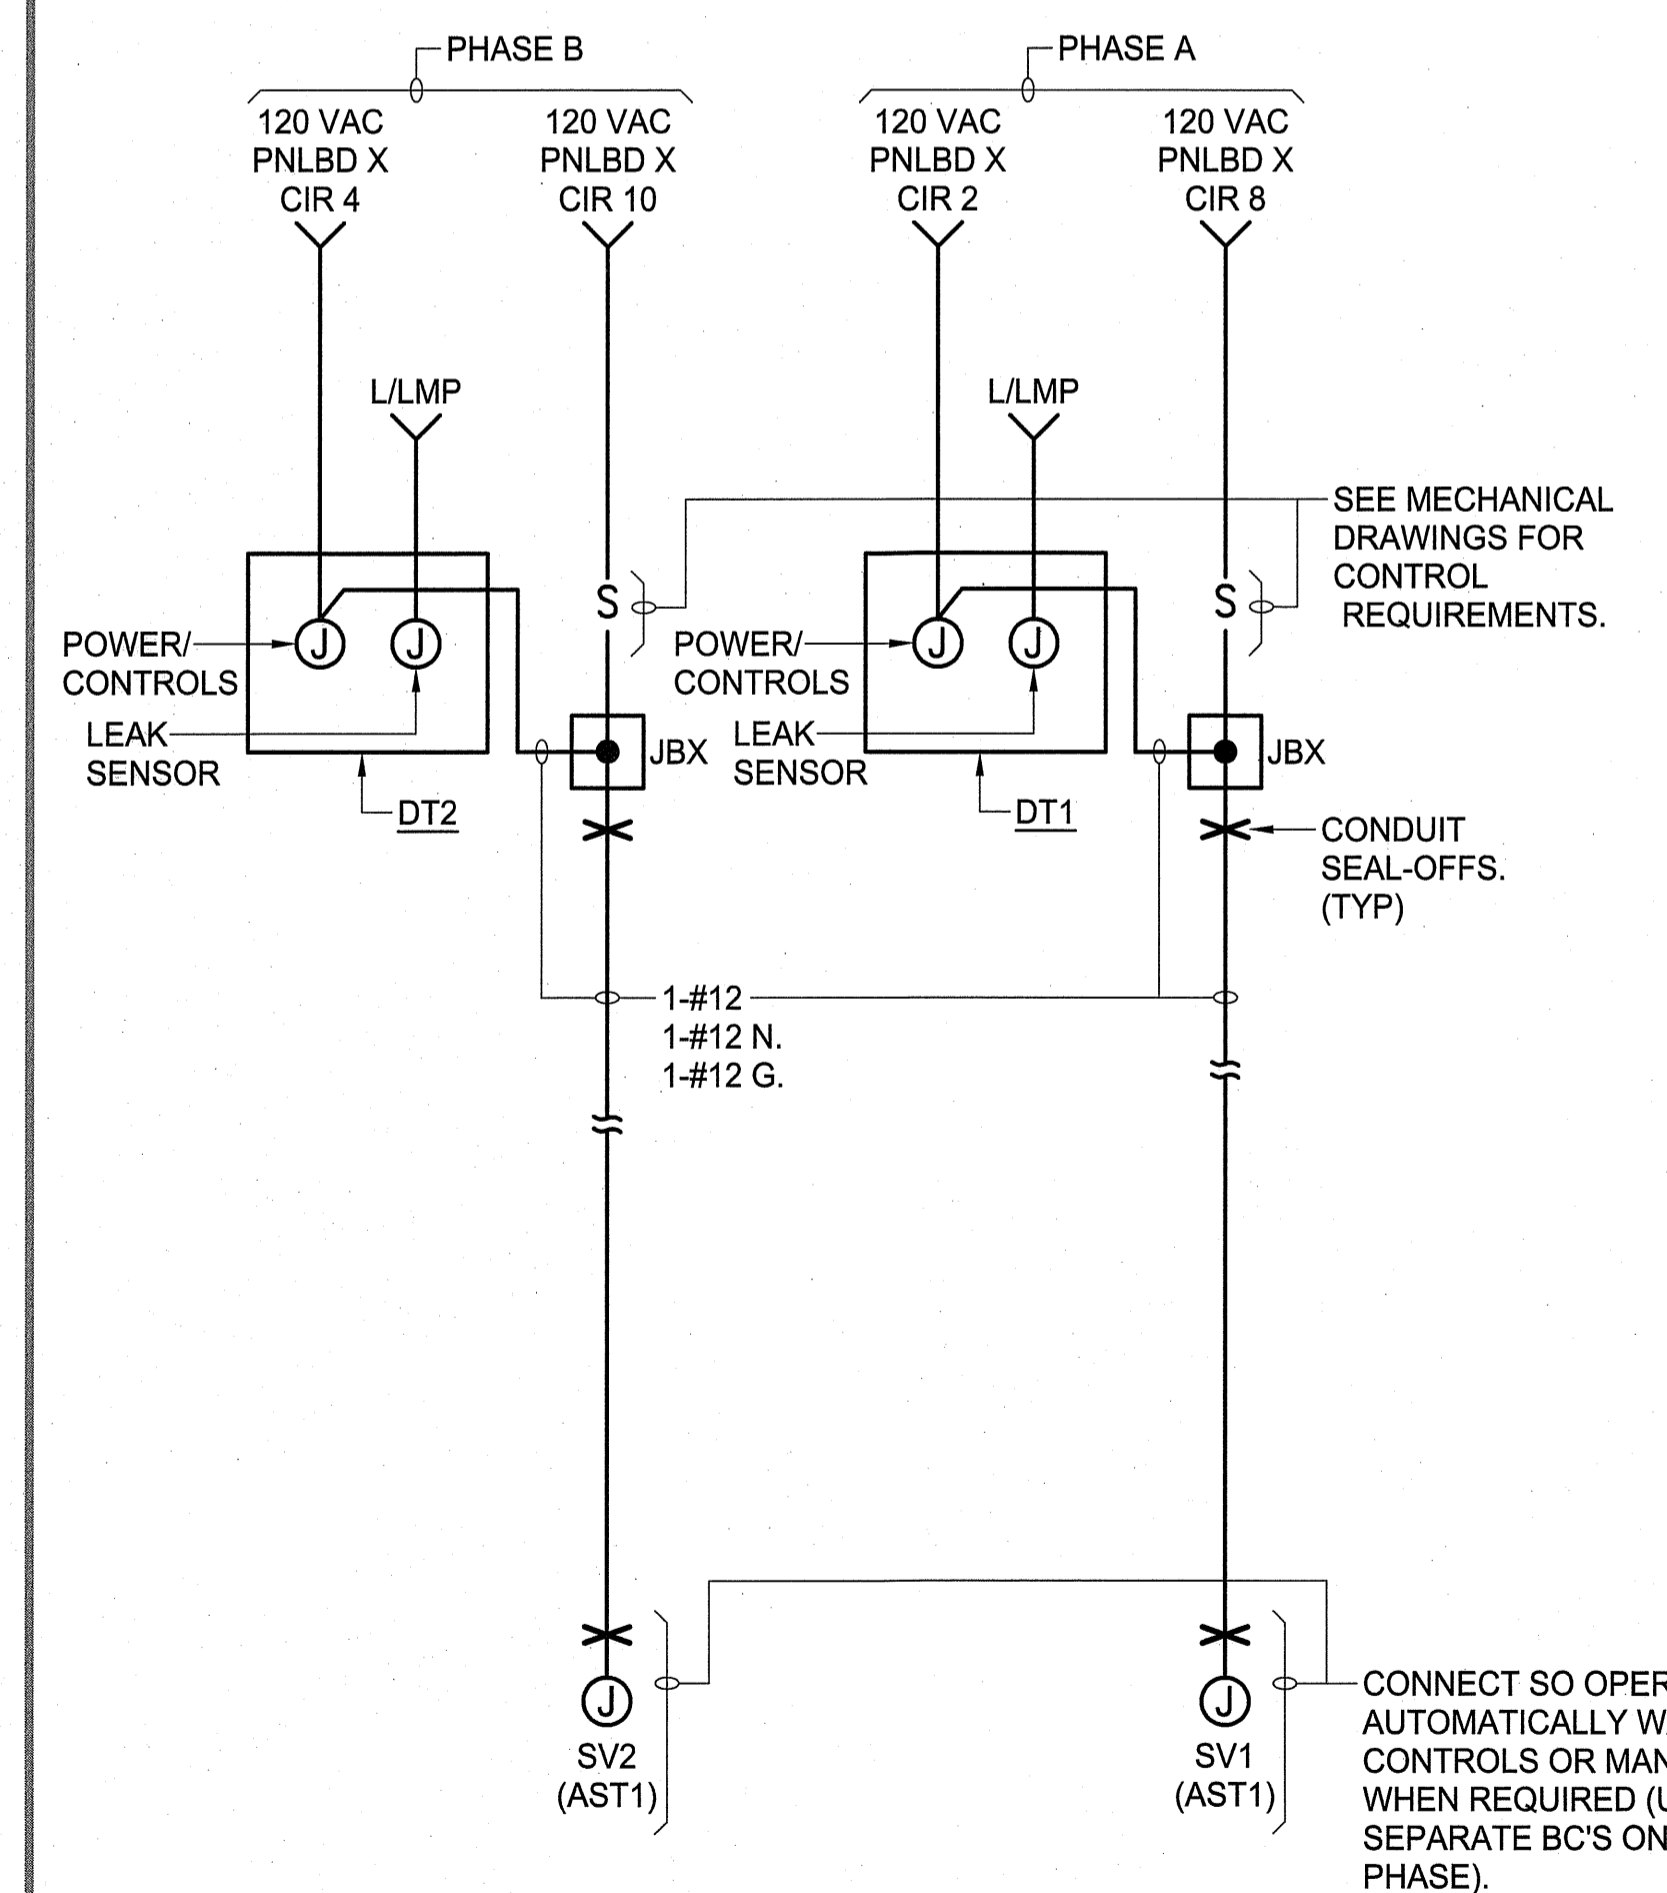 PHASE B
PHASE A
120 VAC
PNLBD X
CIR 4
120 VAC
PNLBD X
CIR 10
120 VAC
PNLBD X
CIR 2
120 VAC
PNLBD X
CIR 8
L/LMP
L/LMP
SEE MECHANICAL
DRAWINGS FOR
CONTROL
REQUIREMENTS.
S
S
POWER/
CONTROLS
J
J
POWER/
CONTROLS
J
J
LEAK
SENSOR
JBX
LEAK
SENSOR
JBX
DT2
DT1
CONDUIT
SEAL-OFFS.
(TYP)
1-#12
1-#12 N.
1-#12 G.
J
SV2
(AST1)
J
SV1
(AST1)
CONNECT SO
AUTOMATICALLY
CONTROLS OR
WHEN REQUIRED
SEPARATE BC'S ON
PHASE).